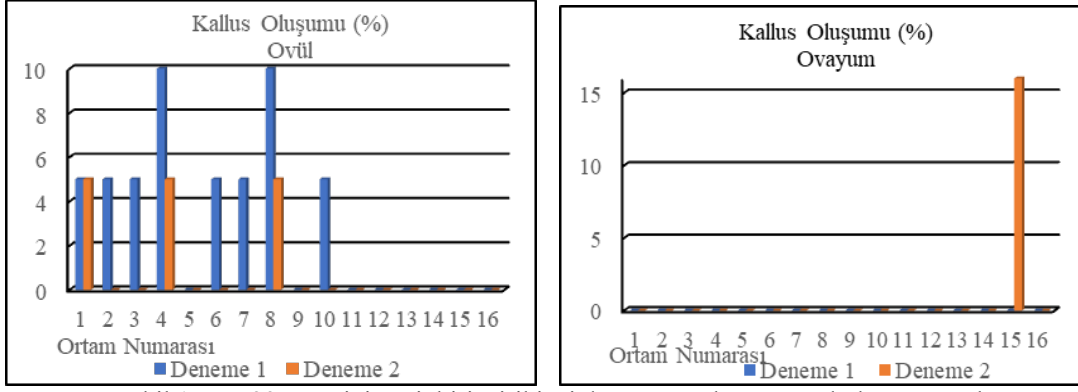 Kallus Oluşumu (%)
Ovül
10
8
6
4
2
0
1 2 3 4 5 6 7 8 9 10 11 12 13 14 15 16
Ortam Numarası
Deneme 1 Deneme 2
Kallus Oluşumu (%)
Ovayum
15
10
5
0
1 2 3 4 5 6 7 8 9 10 11 12 13 14 15 16
Ortam Numarası
Deneme 1 Deneme 2